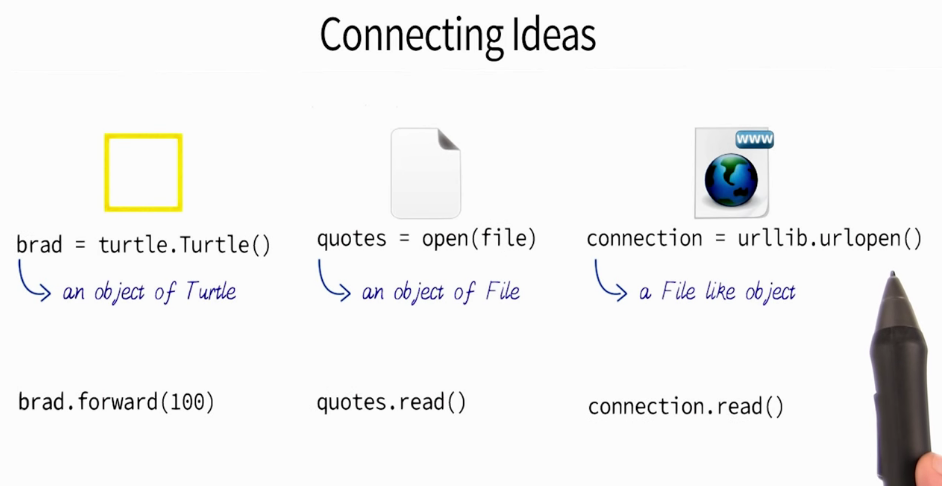 Connecting Ideas
WWW
brad = turtle.Turtle()
an object of Turtle
brad.forward(100)
quotes = open(file)
an object of File
quotes.read()
connection = urllib.urlopen()
a File like object
connection.read()